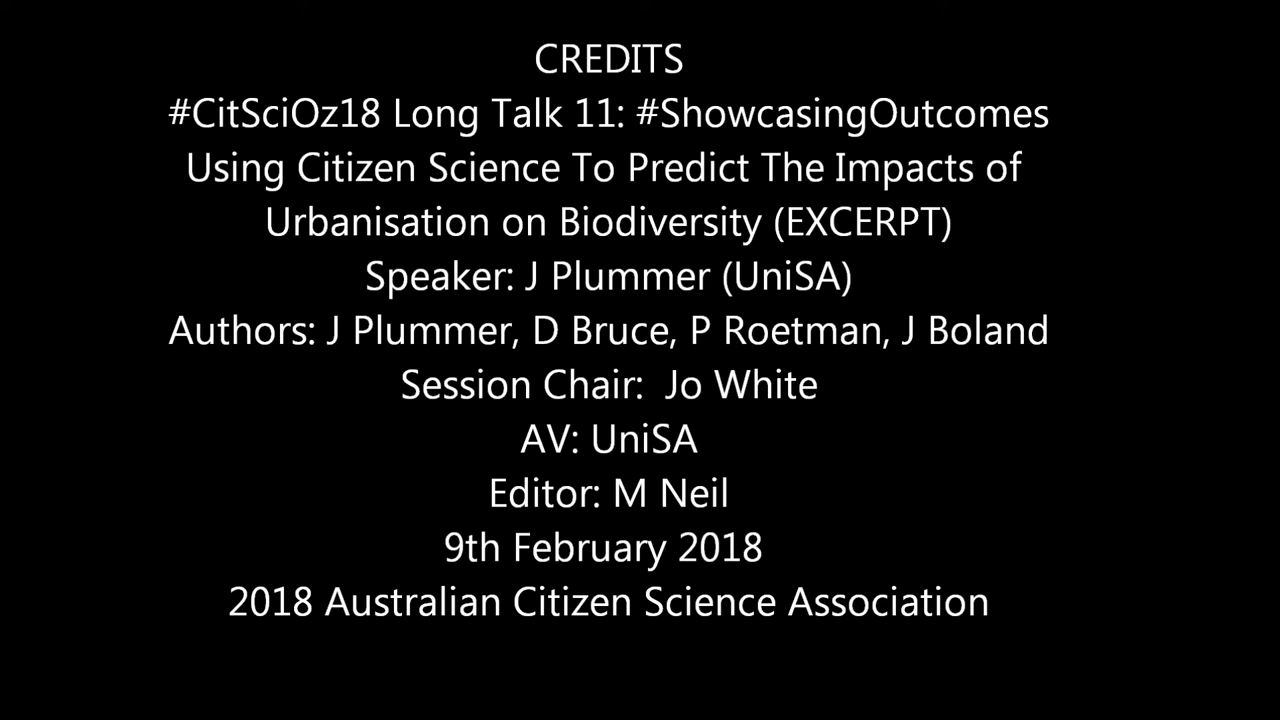 CREDITS
#CitSciOz18 Long Talk 11: #ShowcasingOutcomes
Using Citizen Science To Predict The Impacts of
Urbanisation on Biodiversity (EXCERPT)
Speaker: J Plummer (UniSA)
Authors: J Plummer, D Bruce, P Roetman, J Boland
Session Chair:  Jo White
AV: UniSA
Editor: M Neil
9th February 2018
2018 Australian Citizen Science Association